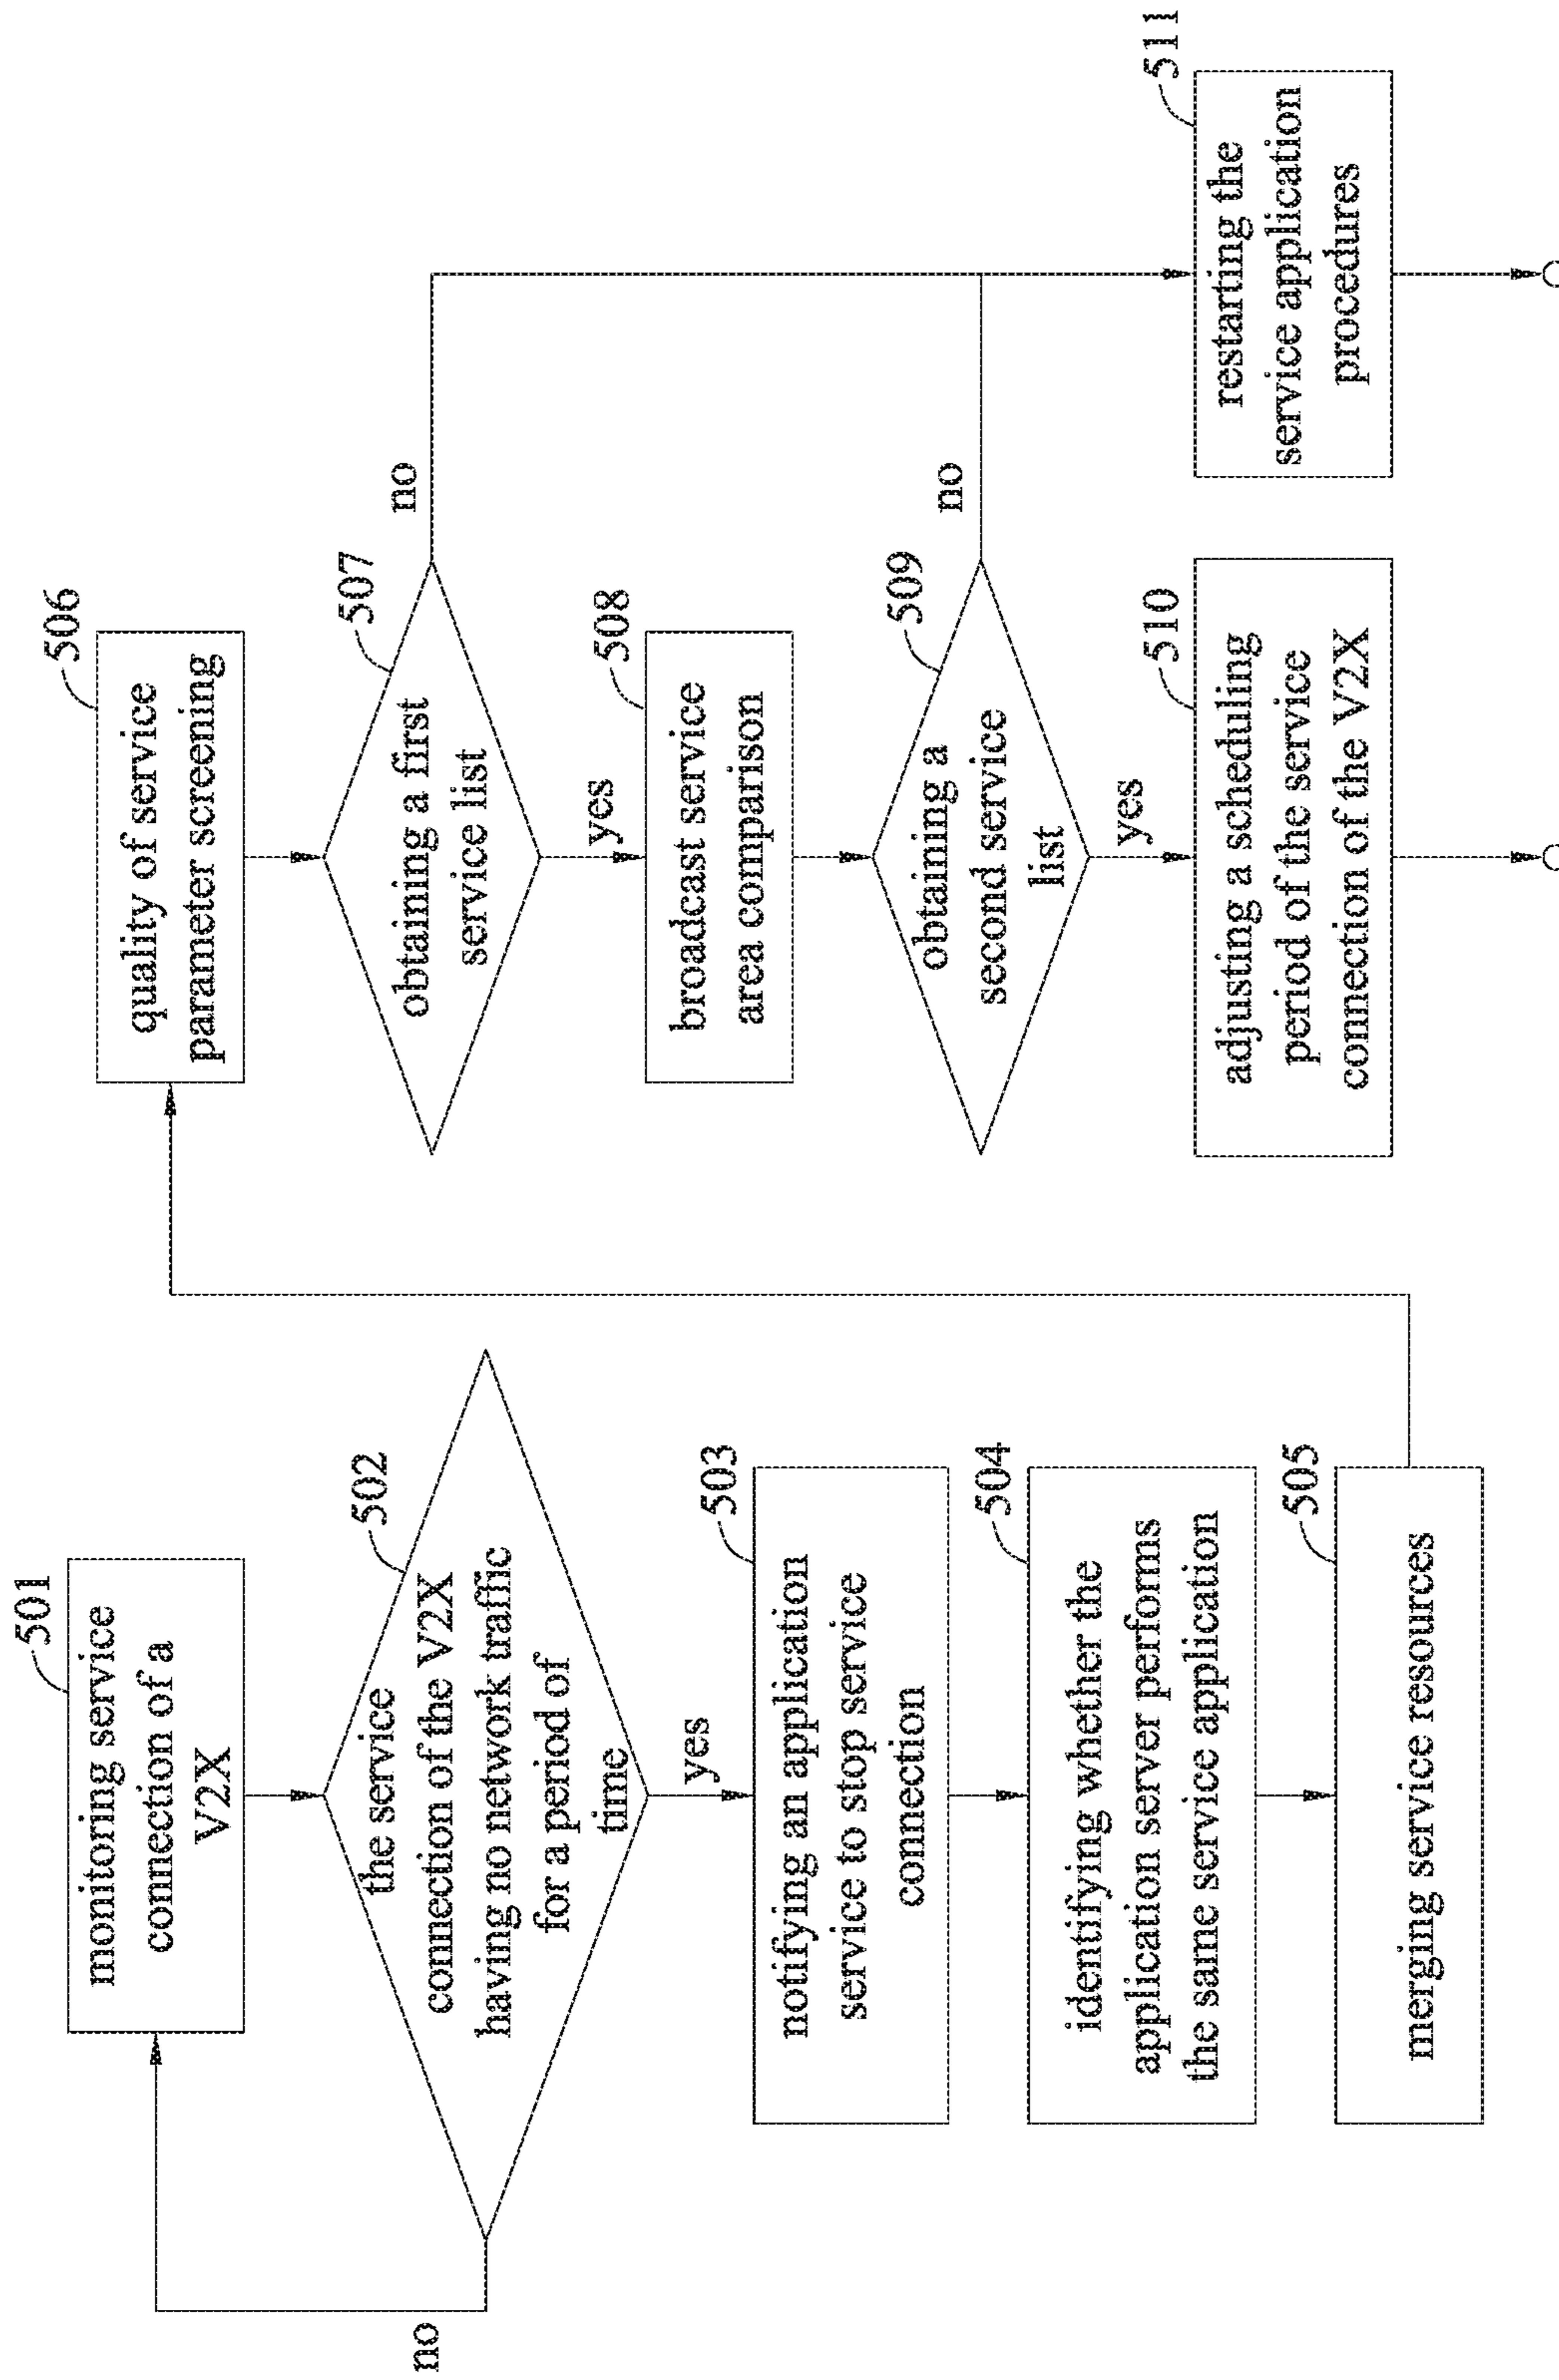 501
monitoring service
connection of a
V2X
502
the service
connection of the V2X
having no network traffic
for a period of
time
no
yes
503
notifying an application
service to stop service
connection
504
identifying whether the
application server performs
the same service application
505
merging service resources
506
quality of service
parameter screening
507
obtaining a first
service list
no
yes
508
broadcast service
area comparison
509
obtaining a
second service
list
no
yes
510
adjusting a scheduling
period of the service
connection of the V2X
511
restarting the
service application
procedures